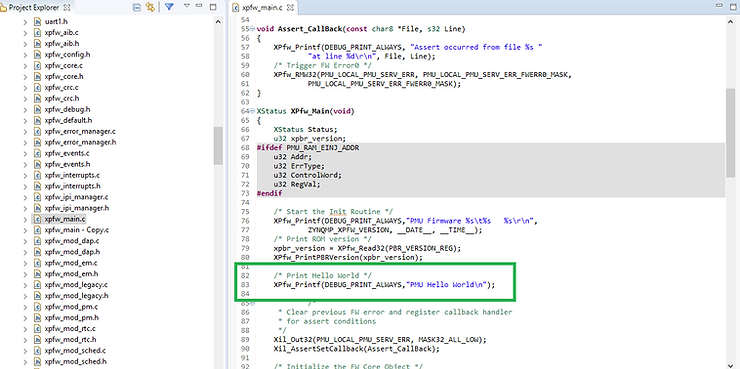 Project Explorer
uart1.h
xpfw_aib.c
xpfw_aib.h
xpfw_config.h
xpfw_core.c
xpfw_core.h
xpfw_crc.c
xpfw_crc.h
xpfw_debug.h
xpfw_default.h
xpfw_error_manager.c
xpfw_error_manager.h
xpfw_events.c
xpfw_events.h
xpfw_interrupts.c
xpfw_interrupts.h
xpfw_ipi_manager.c
xpfw_ipi_manager.h
xpfw_main.c
xpfw_main - Copy.c
xpfw_mod_dap.c
xpfw_mod_dap.h
xpfw_mod_em.c
xpfw_mod_em.h
xpfw_mod_legacy.c
xpfw_mod_legacy.h
xpfw_mod_pm.c
xpfw_mod_pm.h
xpfw_mod_rtc.c
xpfw_mod_rtc.h
xpfw_mod_sched.c
xpfw_mod_sched.h
xpfw_main.c
54
55 void Assert_CallBack(const char8 *File, s32 Line)
56 {
57 XPfw_Printf(DEBUG_PRINT_ALWAYS, "Assert occurred from file %s "
58 "at line %d\r\n", File, Line);
59 /* Trigger FW Error0 */
60 XPfw_RMW32(PMU_LOCAL_PMU_SERV_ERR, PMU_LOCAL_PMU_SERV_ERR_FWERR0_MASK,
61 PMU_LOCAL_PMU_SERV_ERR_FWERR0_MASK);
62 }
63
64 XStatus XPfw_Main(void)
65 {
66 XStatus Status;
67 u32 xpbr_version;
68 #ifdef PMU_RAM_EINJ_ADDR
69 u32 Addr;
70 u32 ErrType;
71 u32 ControlWord;
72 u32 RegVal;
73 #endif
74
75 /* Start the Init Routine */
76 XPfw_Printf(DEBUG_PRINT_ALWAYS,"PMU Firmware %s\t%s   %s\r\n",
77 ZYNQMP_XPFW_VERSION, __DATE__, __TIME__);
78 /* Print ROM version */
79 xpbr_version = XPfw_Read32(PBR_VERSION_REG);
80 XPfw_PrintPBRVersion(xpbr_version);
81
82 /* Print Hello World */
83 XPfw_Printf(DEBUG_PRINT_ALWAYS,"PMU Hello World\n");
84
85 /*
86 * Clear previous FW error and register callback handler
87 * for assert conditions
88 */
89 Xil_Out32(PMU_LOCAL_PMU_SERV_ERR, MASK32_ALL_LOW);
90 Xil_AssertSetCallback(Assert_CallBack);
91
92 /* Initialize the FW Core Object */